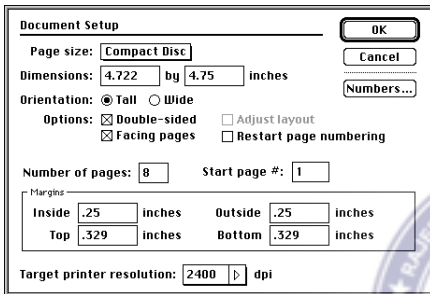 Document Setup
OK
Page size: Compact Disc
Cancel
Dimensions: 4.722 by 4.75 inches
Numbers...
Orientation: Tall Wide
Options: Double-sided Adjust layout
Facing pages Restart page numbering
Number of pages: 8 Start page #: 1
Margins
Inside .25 inches Outside .25 inches
Top .329 inches Bottom .329 inches
Target printer resolution: 2400 dpi